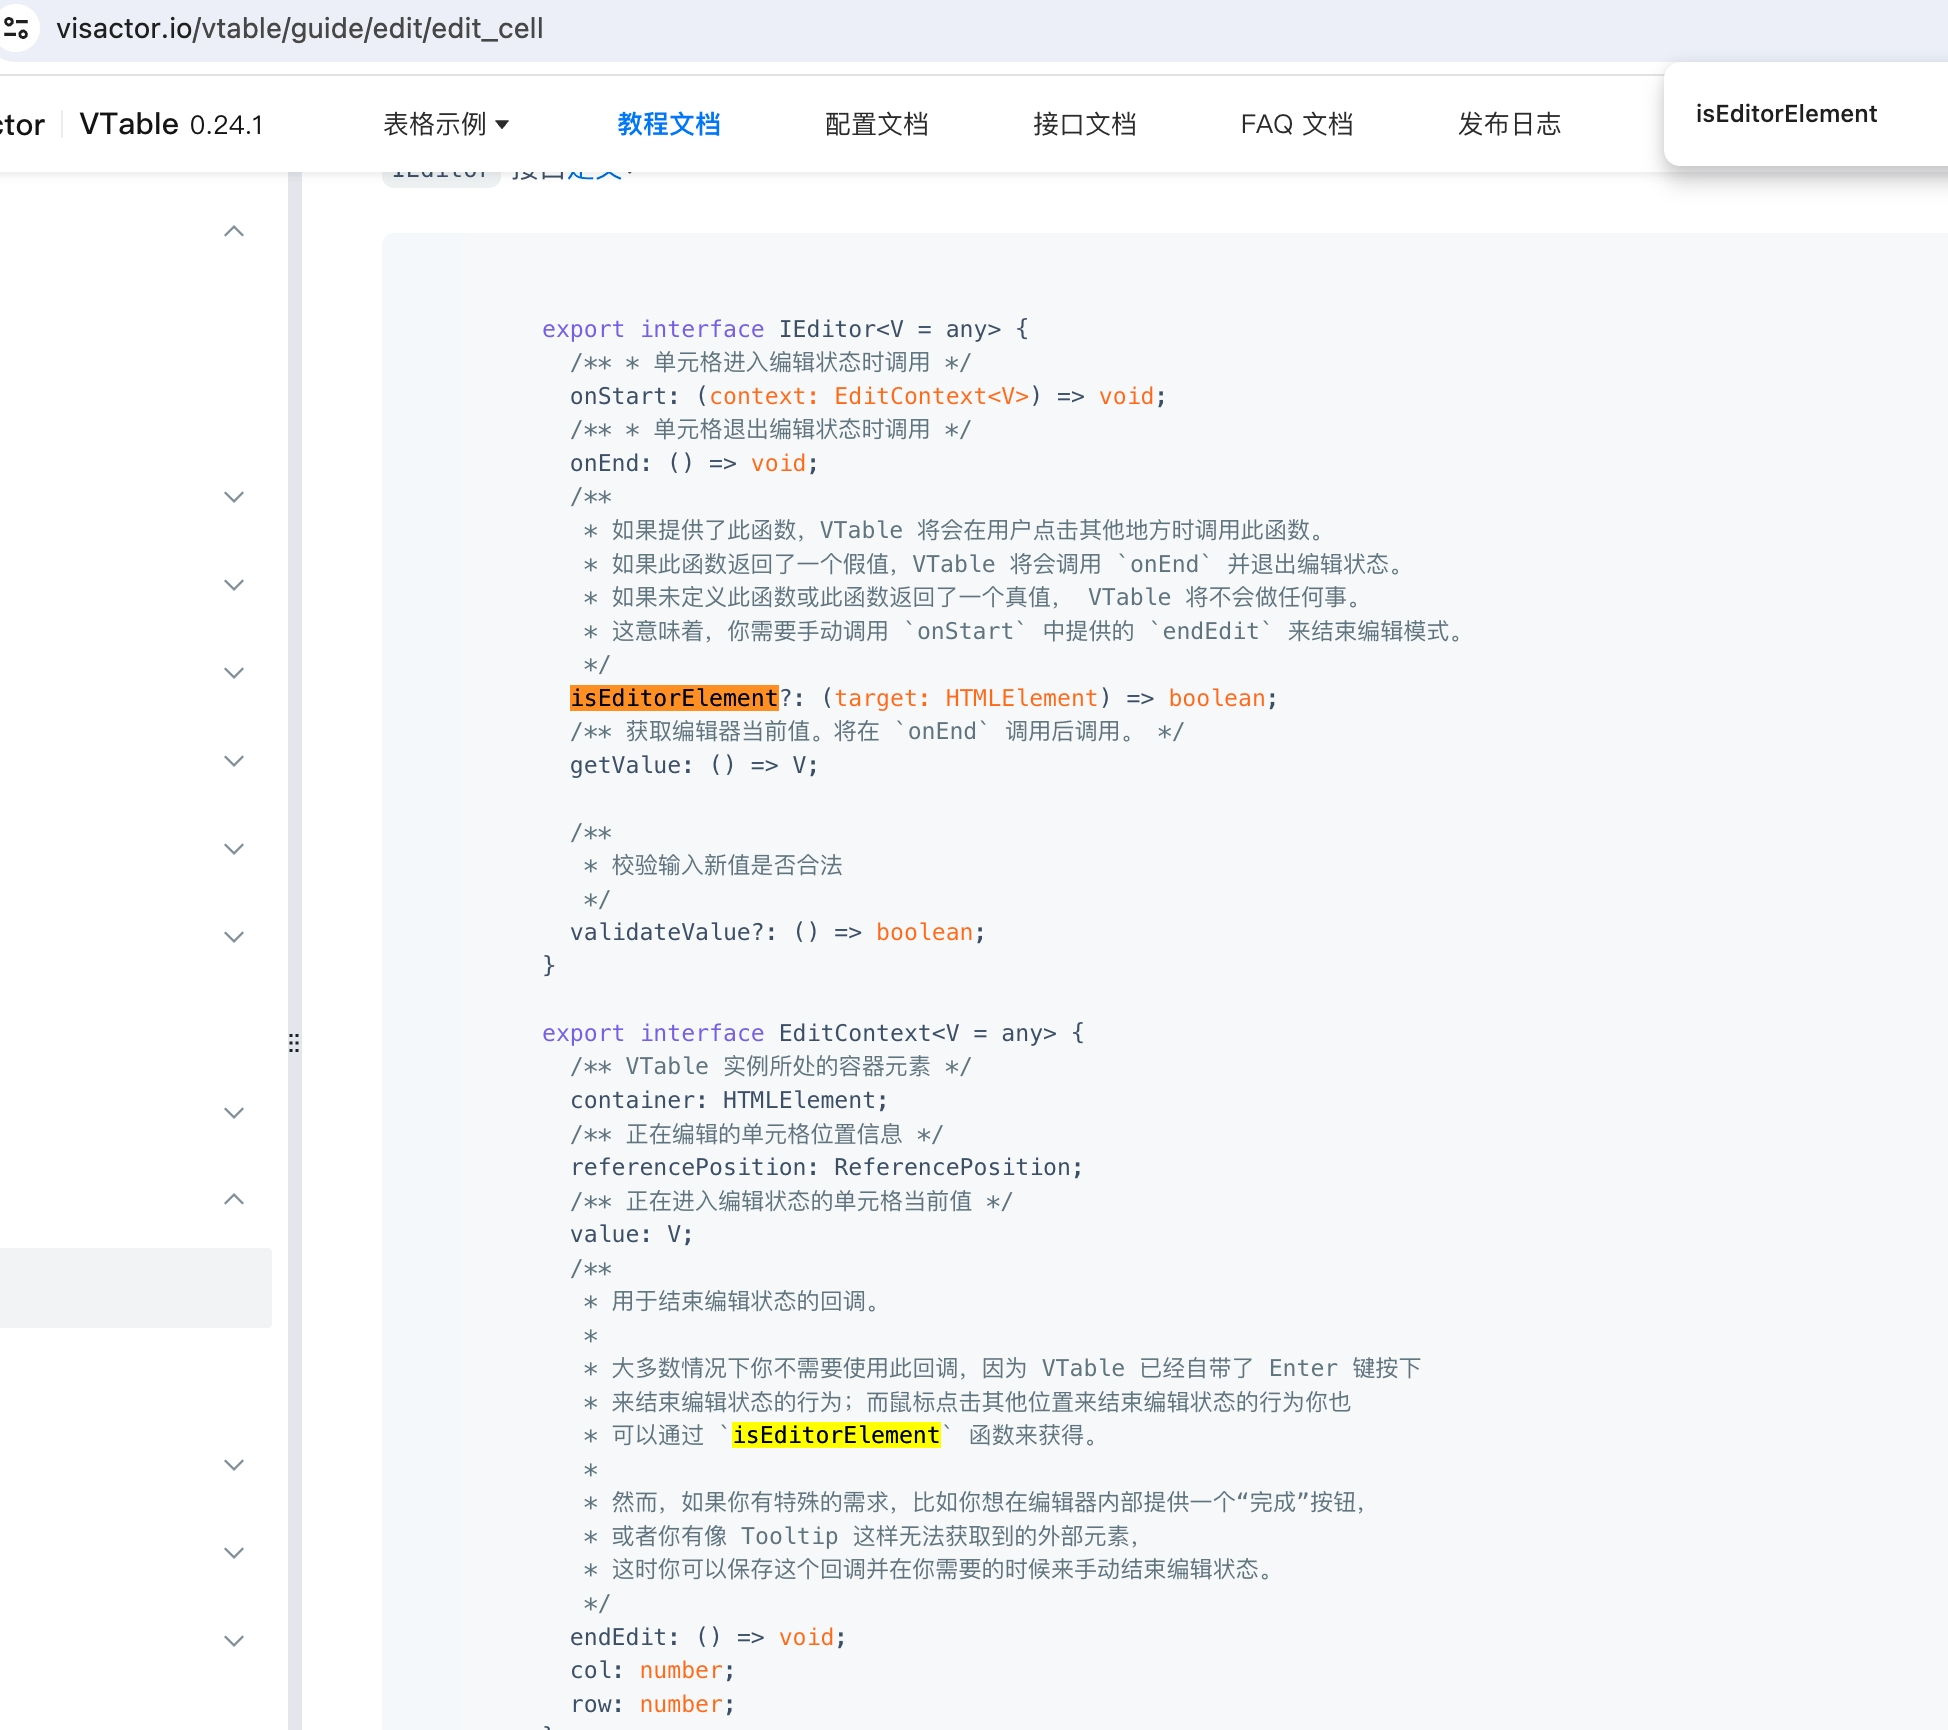 visactor.io/vtable/guide/edit/edit_cell
ctor VTable 0.24.1 表格示例 教程文档 配置文档 接口文档 FAQ 文档 发布日志 isEditorElement
IEditor 接口定义:
export interface IEditor<V = any> {
/** * 单元格进入编辑状态时调用 */
onStart: (context: EditContext<V>) => void;
/** * 单元格退出编辑状态时调用 */
onEnd: () => void;
/**
* 如果提供了此函数，VTable 将会在用户点击其他地方时调用此函数。
* 如果此函数返回了一个假值，VTable 将会调用 `onEnd` 并退出编辑状态。
* 如果未定义此函数或此函数返回了一个真值， VTable 将不会做任何事。
* 这意味着，你需要手动调用 `onStart` 中提供的 `endEdit` 来结束编辑模式。
*/
isEditorElement?: (target: HTMLElement) => boolean;
/** 获取编辑器当前值。将在 `onEnd` 调用后调用。 */
getValue: () => V;
/**
* 校验输入新值是否合法
*/
validateValue?: () => boolean;
}
export interface EditContext<V = any> {
/** VTable 实例所处的容器元素 */
container: HTMLElement;
/** 正在编辑的单元格位置信息 */
referencePosition: ReferencePosition;
/** 正在进入编辑状态的单元格当前值 */
value: V;
/**
* 用于结束编辑状态的回调。
*
* 大多数情况下你不需要使用此回调，因为 VTable 已经自带了 Enter 键按下
* 来结束编辑状态的行为；而鼠标点击其他位置来结束编辑状态的行为你也
* 可以通过 `isEditorElement` 函数来获得。
*
* 然而，如果你有特殊的需求，比如你想在编辑器内部提供一个“完成”按钮，
* 或者你有像 Tooltip 这样无法获取到的外部元素，
* 这时你可以保存这个回调并在你需要的时候来手动结束编辑状态。
*/
endEdit: () => void;
col: number;
row: number;
}